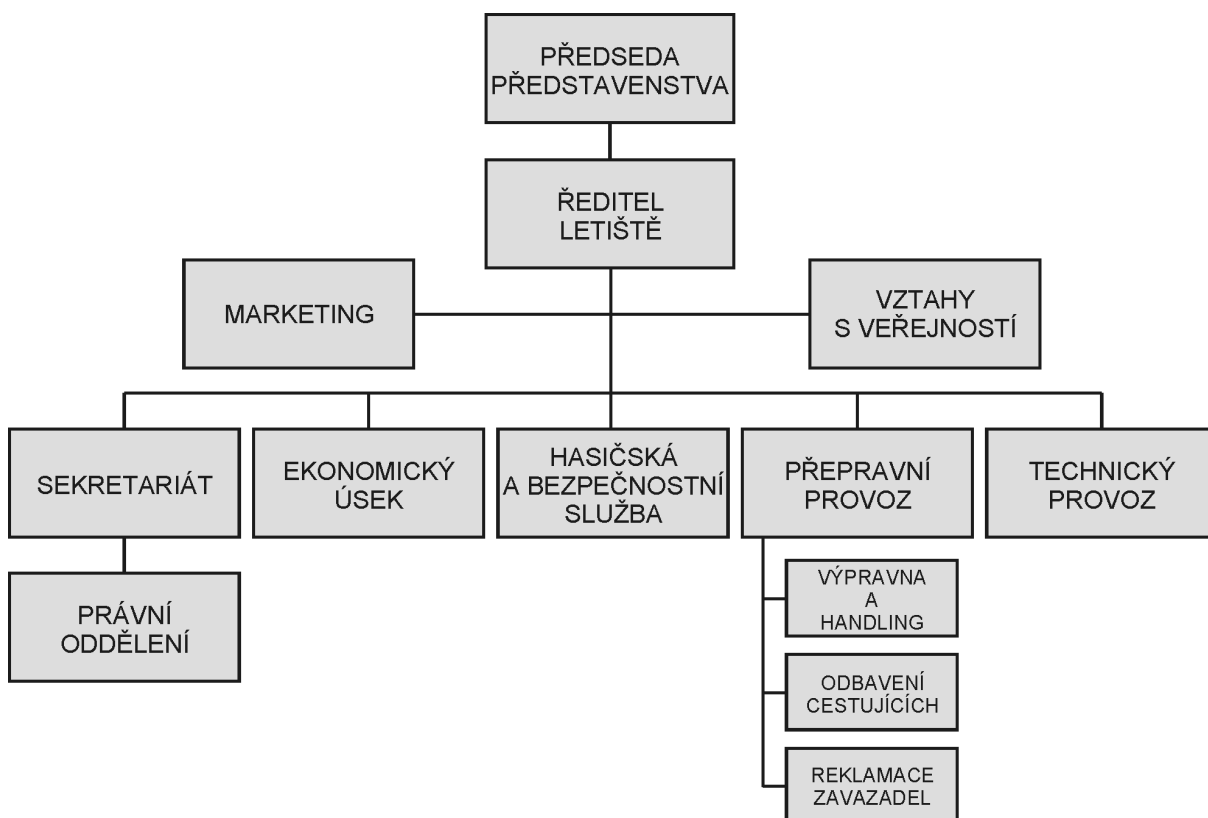 PŘEDSEDA
PŘEDSTAVENSTVA
ŘEDITEL
LETIŠTĚ
MARKETING
VZTAHY
S VEŘEJNOSTÍ
SEKRETARIÁT
EKONOMICKÝ
ÚSEK
HASIČSKÁ
A BEZPEČNOSTNÍ
SLUŽBA
PŘEPRAVNÍ
PROVOZ
TECHNICKÝ
PROVOZ
PRÁVNÍ
ODDĚLENÍ
VÝPRAVNA
A
HANDLING
ODBAVENÍ
CESTUJÍCÍCH
REKLAMACE
ZAVAZADEL